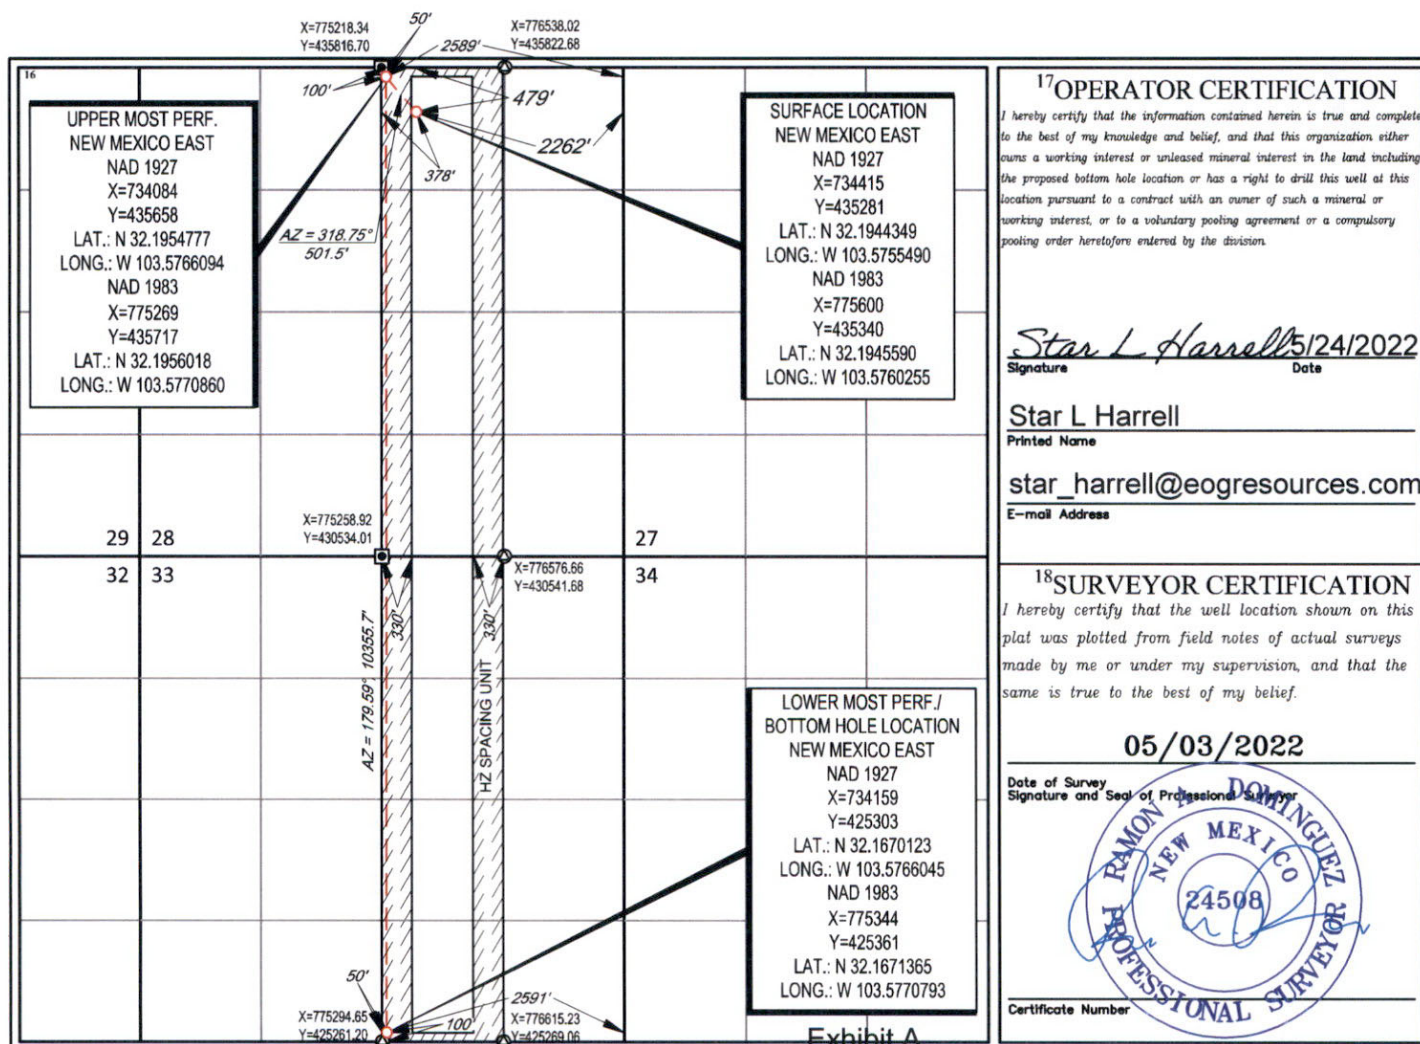 X=775218.34
Y=435816.70
50'
2589'
X=776538.02
Y=435822.68
16
100'
479'
2262'
378'
AZ = 318.75°
501.5'
UPPER MOST PERF.
NEW MEXICO EAST
NAD 1927
X=734084
Y=435658
LAT.: N 32.1954777
LONG.: W 103.5766094
NAD 1983
X=775269
Y=435717
LAT.: N 32.1956018
LONG.: W 103.5770860
SURFACE LOCATION
NEW MEXICO EAST
NAD 1927
X=734415
Y=435281
LAT.: N 32.1944349
LONG.: W 103.5755490
NAD 1983
X=775600
Y=435340
LAT.: N 32.1945590
LONG.: W 103.5760255
X=775258.92
Y=430534.01
29 28
27
32 33
34
X=776576.66
Y=430541.68
330'
330'
AZ = 179.59° 10355.7'
HZ SPACING UNIT
LOWER MOST PERF./
BOTTOM HOLE LOCATION
NEW MEXICO EAST
NAD 1927
X=734159
Y=425303
LAT.: N 32.1670123
LONG.: W 103.5766045
NAD 1983
X=775344
Y=425361
LAT.: N 32.1671365
LONG.: W 103.5770793
50'
X=775294.65
Y=425261.20
100'
2591'
X=776615.23
Y=425269.06
Exhibit A
17OPERATOR CERTIFICATION
I hereby certify that the information contained herein is true and complete
to the best of my knowledge and belief, and that this organization either
owns a working interest or unleased mineral interest in the land including
the proposed bottom hole location or has a right to drill this well at this
location pursuant to a contract with an owner of such a mineral or
working interest, or to a voluntary pooling agreement or a compulsory
pooling order heretofore entered by the division.
Star L Harrell 5/24/2022
Signature Date
Star L Harrell
Printed Name
star_harrell@eogresources.com
E-mail Address
18SURVEYOR CERTIFICATION
I hereby certify that the well location shown on this
plat was plotted from field notes of actual surveys
made by me or under my supervision, and that the
same is true to the best of my belief.
05/03/2022
Date of Survey
Signature and Seal of Professional Surveyor
RAMON A. DOMINGUEZ
NEW MEXICO
24508
PROFESSIONAL SURVEYOR
Certificate Number